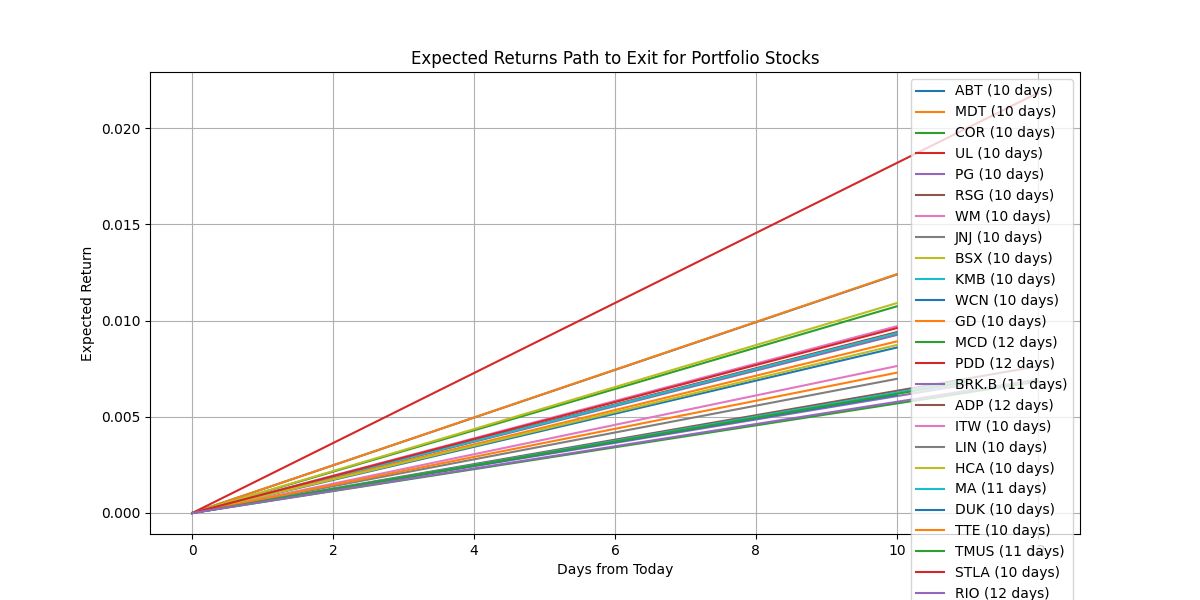 Expected Returns Path to Exit for Portfolio Stocks
Expected Return
0.020
0.015
0.010
0.005
0.000
0 2 4 6 8 10
Days from Today
ABT (10 days)
MDT (10 days)
COR (10 days)
UL (10 days)
PG (10 days)
RSG (10 days)
WM (10 days)
JNJ (10 days)
BSX (10 days)
KMB (10 days)
WCN (10 days)
GD (10 days)
MCD (12 days)
PDD (12 days)
BRK.B (11 days)
ADP (12 days)
ITW (10 days)
LIN (10 days)
HCA (10 days)
MA (11 days)
DUK (10 days)
TTE (10 days)
TMUS (11 days)
STLA (10 days)
RIO (12 days)